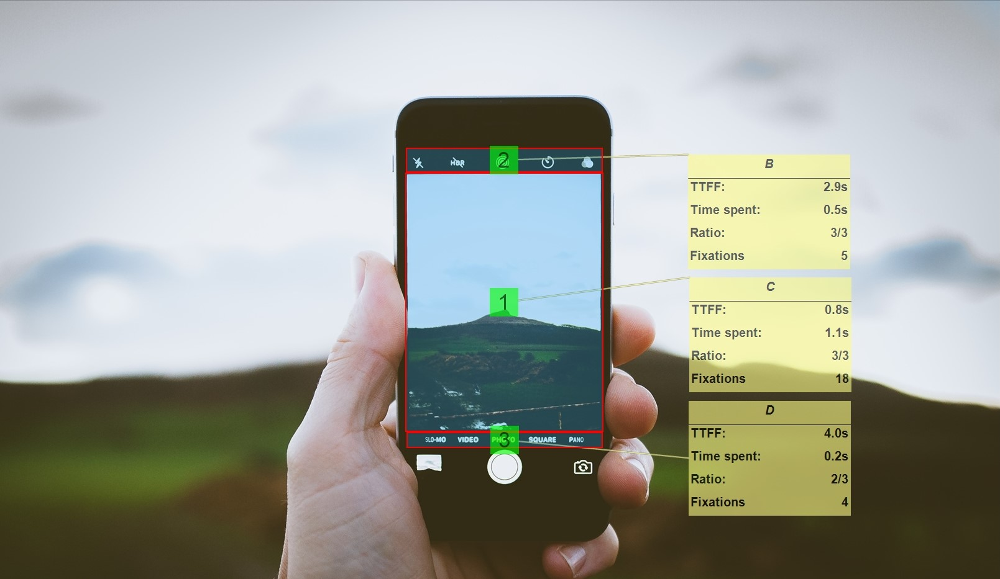 HDR
2
B
TTFF: 2.9s
Time spent: 0.5s
Ratio: 3/3
Fixations 5
1
C
TTFF: 0.8s
Time spent: 1.1s
Ratio: 3/3
Fixations 18
D
TTFF: 4.0s
Time spent: 0.2s
Ratio: 2/3
Fixations 4
SLO-MO VIDEO PHOTO SQUARE PANO
3